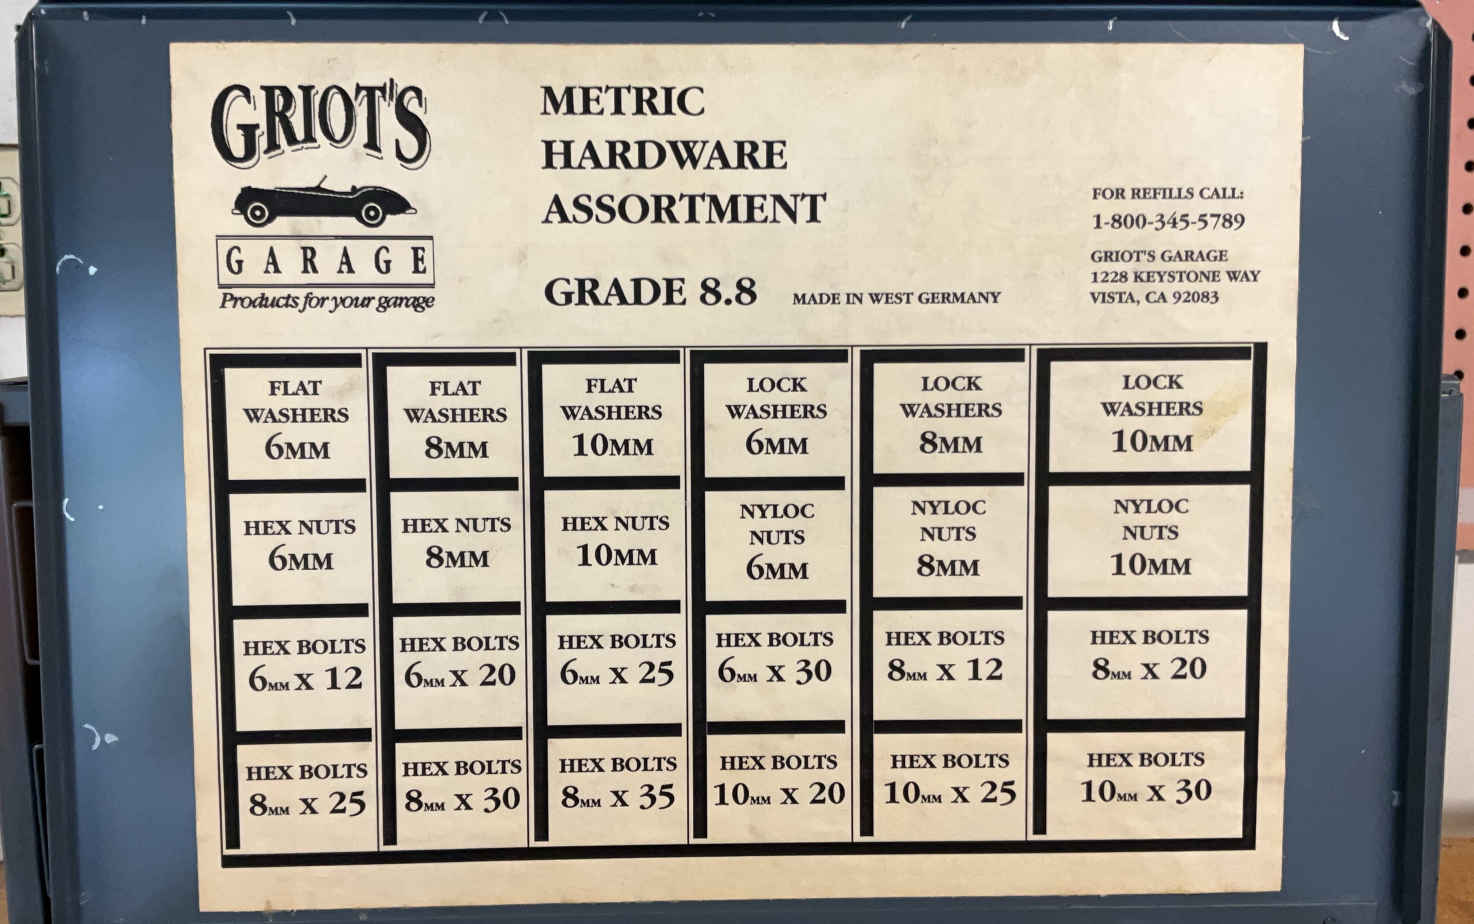 GRIOT'S
GARAGE
Products for your garage
METRIC
HARDWARE
ASSORTMENT
GRADE 8.8
MADE IN WEST GERMANY
FOR REFILLS CALL:
1-800-345-5789
GRIOT'S GARAGE
1228 KEYSTONE WAY
VISTA, CA 92083
FLAT
WASHERS
6MM
FLAT
WASHERS
8MM
FLAT
WASHERS
10MM
LOCK
WASHERS
6MM
LOCK
WASHERS
8MM
LOCK
WASHERS
10MM
HEX NUTS
6MM
HEX NUTS
8MM
HEX NUTS
10MM
NYLOC
NUTS
6MM
NYLOC
NUTS
8MM
NYLOC
NUTS
10MM
HEX BOLTS
6MM X 12
HEX BOLTS
6MM X 20
HEX BOLTS
6MM X 25
HEX BOLTS
6MM X 30
HEX BOLTS
8MM X 12
HEX BOLTS
8MM X 20
HEX BOLTS
8MM X 25
HEX BOLTS
8MM X 30
HEX BOLTS
8MM X 35
HEX BOLTS
10MM X 20
HEX BOLTS
10MM X 25
HEX BOLTS
10MM X 30